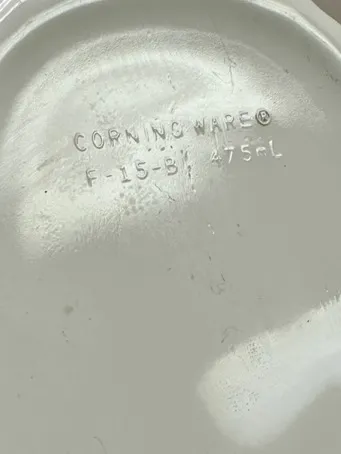 CORNING WARE®
F-15-B, 475mL